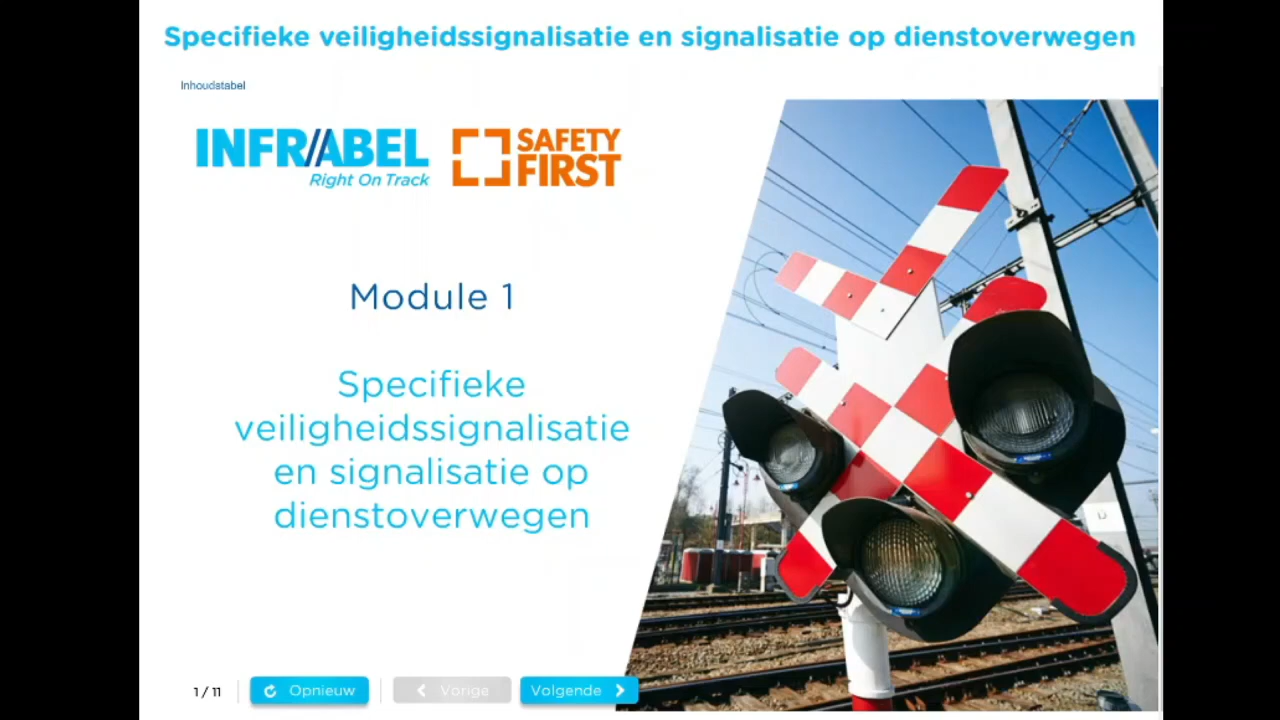 Specifieke veiligheidssignalisatie en signalisatie op dienstoverwegen
Inhoudstabel
INFRABEL
Right On Track
SAFETY
FIRST
Module 1
Specifieke
veiligheidssignalisatie
en signalisatie op
dienstoverwegen
1 / 11
Opnieuw
Vorige
Volgende